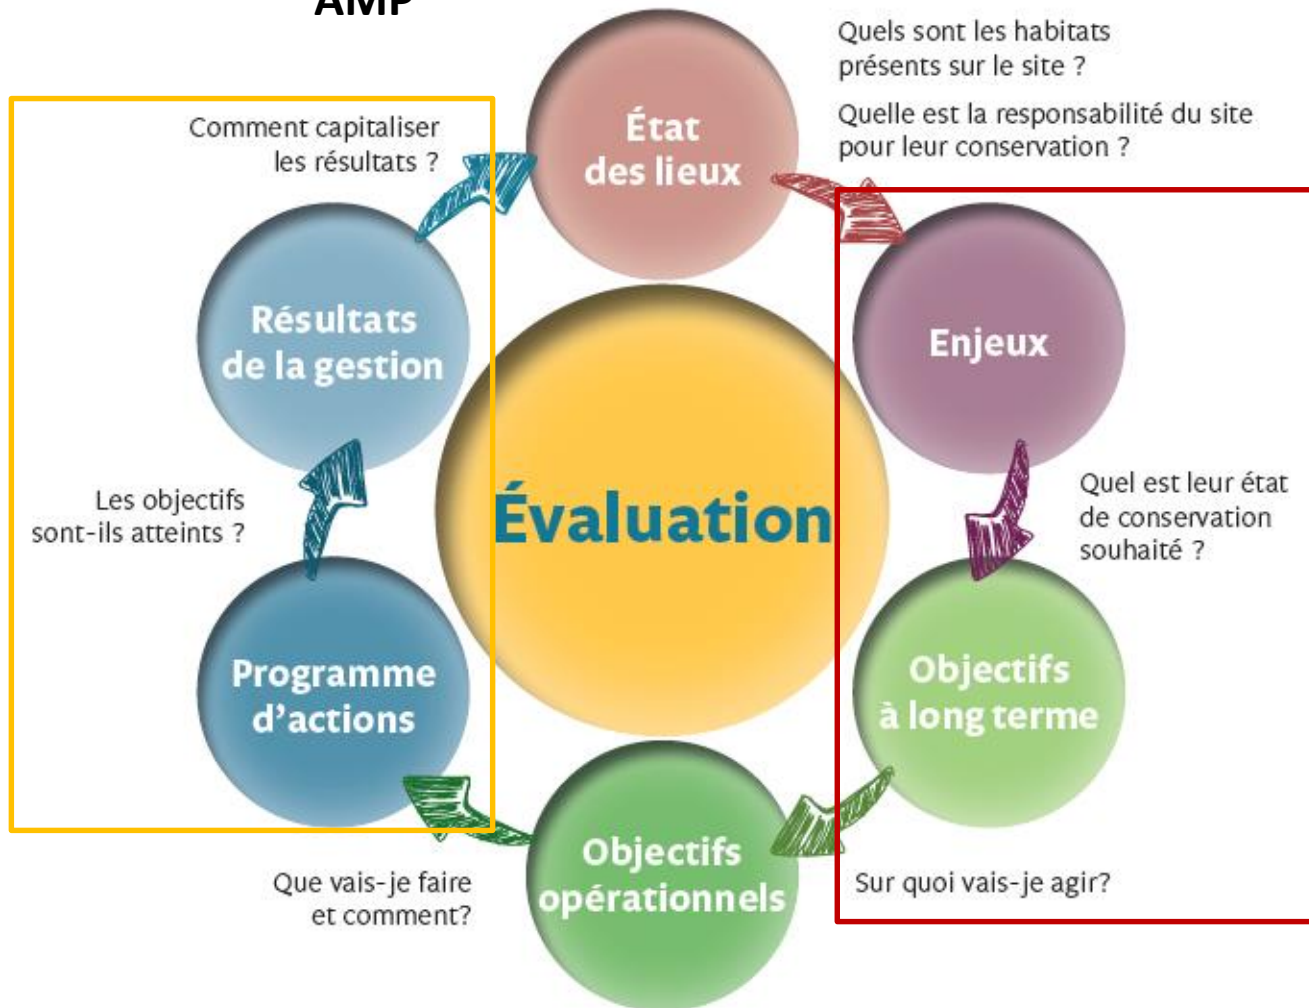 AMP
Quels sont les habitats
présents sur le site ?
Quelle est la responsabilité du site
pour leur conservation ?
État
des lieux
Comment capitaliser
les résultats ?
Résultats
de la gestion
Enjeux
Quel est leur état
de conservation
souhaité ?
Les objectifs
sont-ils atteints ?
Évaluation
Programme
d'actions
Objectifs
à long terme
Objectifs
opérationnels
Que vais-je faire
et comment?
Sur quoi vais-je agir?